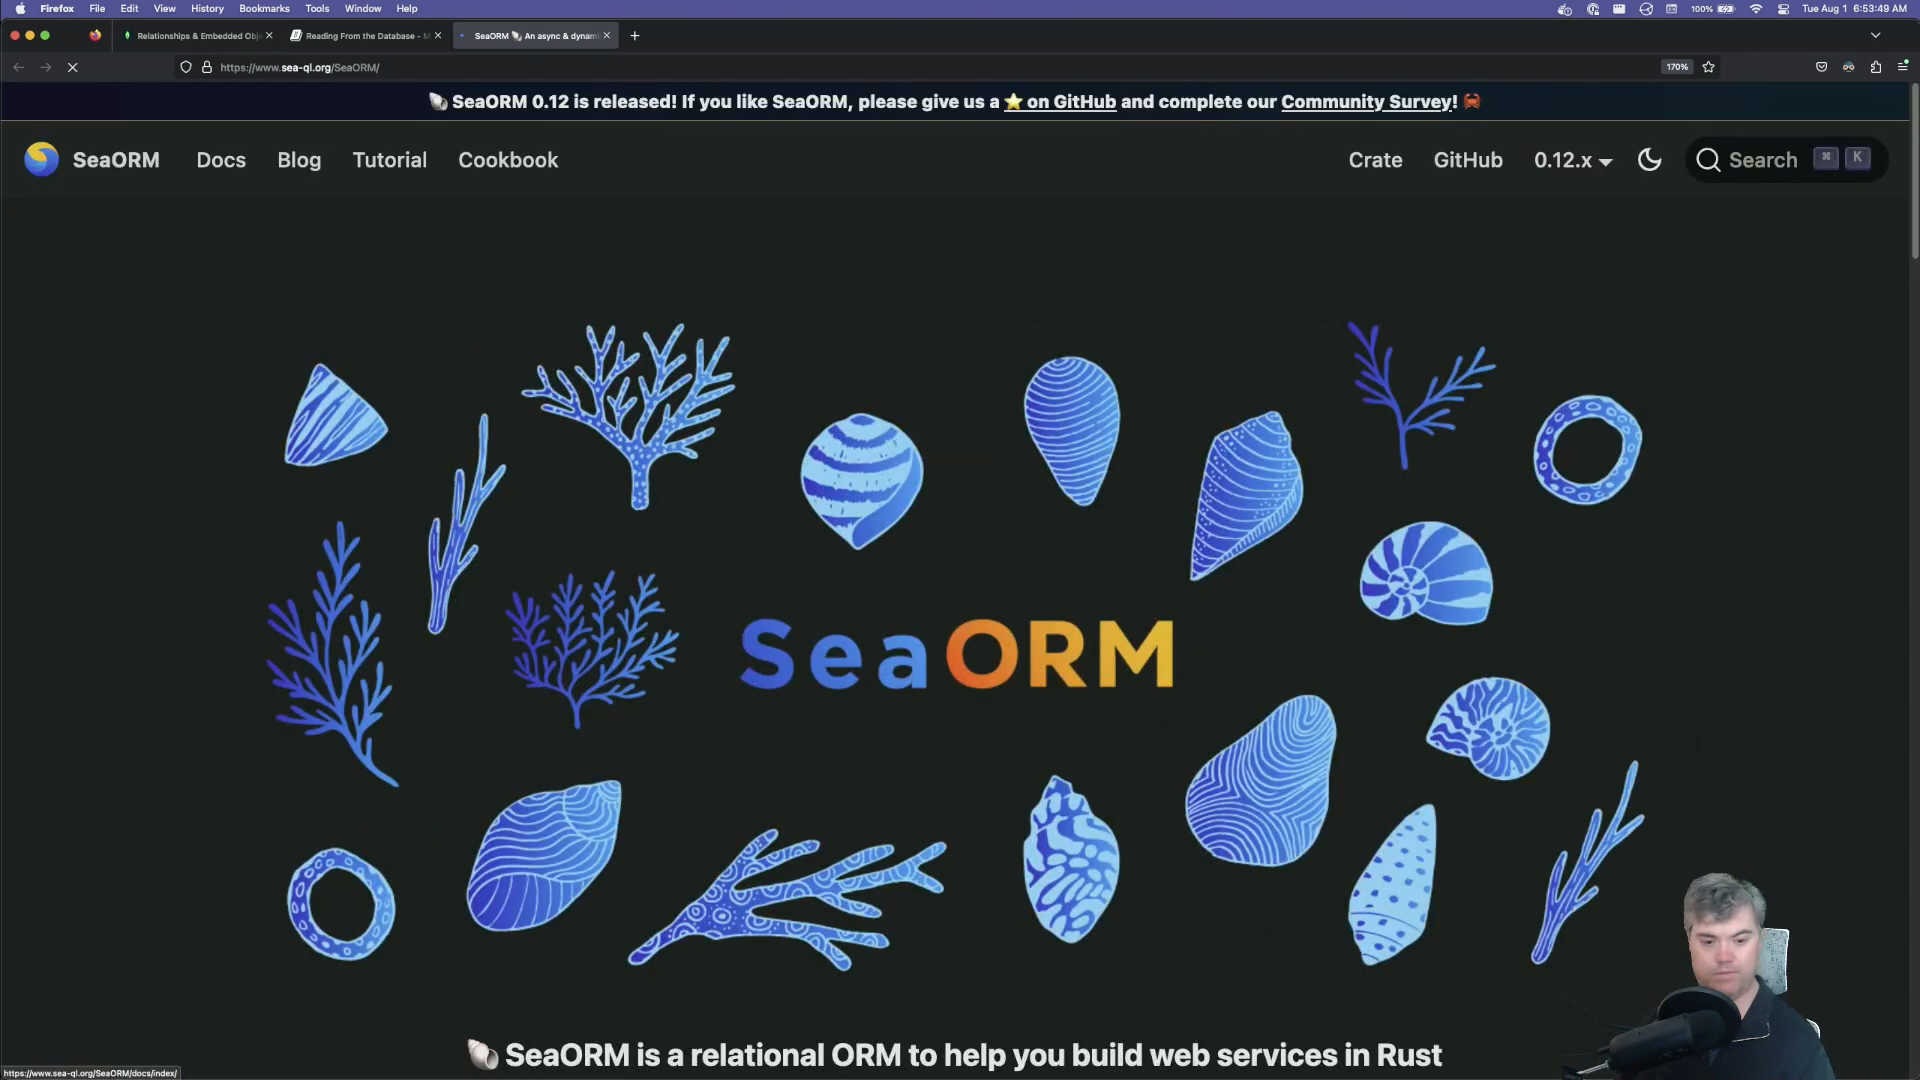 Firefox File Edit View History Bookmarks Tools Window Help 100% Tue Aug 1 6:53:49 AM
Relationships & Embedded Obj Reading From the Database - M SeaORM 🐚 An async & dynam
https://www.sea-ql.org/SeaORM/ 170%
🐚 SeaORM 0.12 is released! If you like SeaORM, please give us a ⭐ on GitHub and complete our Community Survey! 🦀
SeaORM Docs Blog Tutorial Cookbook Crate GitHub 0.12.x Search ⌘ K
SeaORM
🐚 SeaORM is a relational ORM to help you build web services in Rust
https://www.sea-ql.org/SeaORM/docs/index/